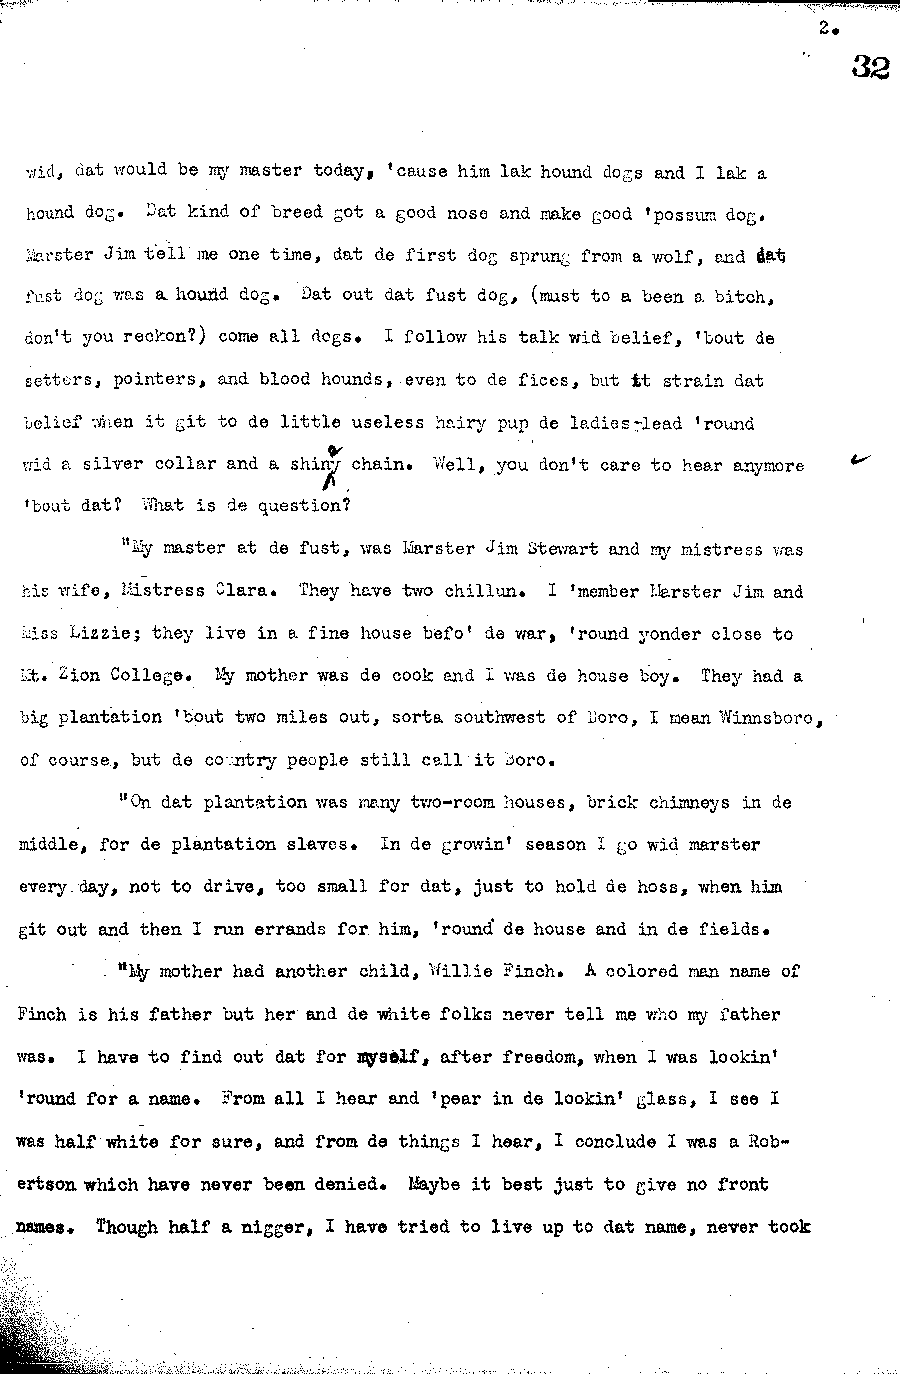 2.
32
wid, dat would be my master today, 'cause him lak hound dogs and I lak a
hound dog. Dat kind of breed got a good nose and make good 'possum dog.
Marster Jim tell me one time, dat de first dog sprung from a wolf, and dat
fust dog was a hound dog. Dat out dat fust dog, (must to a been a bitch,
don't you reckon?) come all dogs. I follow his talk wid belief, 'bout de
setters, pointers, and blood hounds, even to de fices, but it strain dat
belief when it git to de little useless hairy pup de ladies-lead 'round
wid a silver collar and a shiny chain. Well, you don't care to hear anymore
'bout dat? What is de question?
"My master at de fust, was Marster Jim Stewart and my mistress was
his wife, Mistress Clara. They have two chillun. I 'member Marster Jim and
Miss Lizzie; they live in a fine house befo' de war, 'round yonder close to
Mt. Zion College. My mother was de cook and I was de house boy. They had a
big plantation 'bout two miles out, sorta southwest of Boro, I mean Winnsboro,
of course, but de country people still call it Boro.
"On dat plantation was many two-room houses, brick chimneys in de
middle, for de plantation slaves. In de growin' season I go wid marster
every day, not to drive, too small for dat, just to hold de hoss, when him
git out and then I run errands for him, 'round de house and in de fields.
"My mother had another child, Willie Finch. A colored man name of
Finch is his father but her and de white folks never tell me who my father
was. I have to find out dat for myself, after freedom, when I was lookin'
'round for a name. From all I hear and 'pear in de lookin' glass, I see I
was half white for sure, and from de things I hear, I conclude I was a Rob-
ertson which have never been denied. Maybe it best just to give no front
names. Though half a nigger, I have tried to live up to dat name, never took